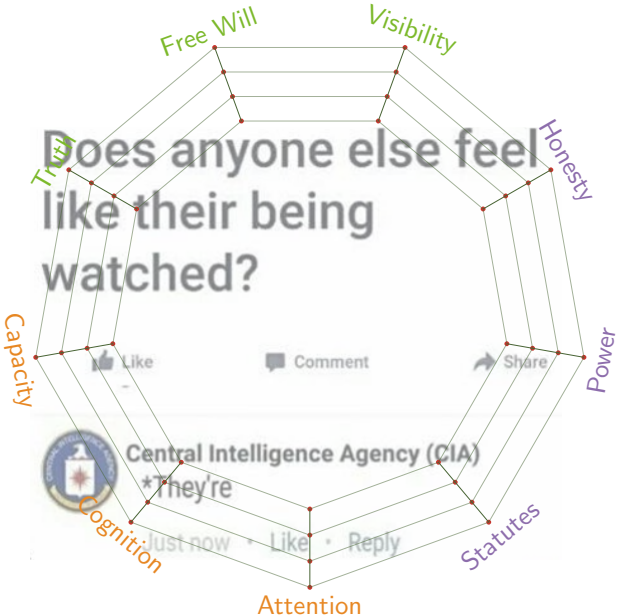 Free Will
Visibility
Truth
Honesty
Does anyone else feel
like their being
watched?
Capacity
Power
Like
Comment
Share
Central Intelligence Agency (CIA)
*They're
Just now · Like · Reply
Cognition
Statutes
Attention